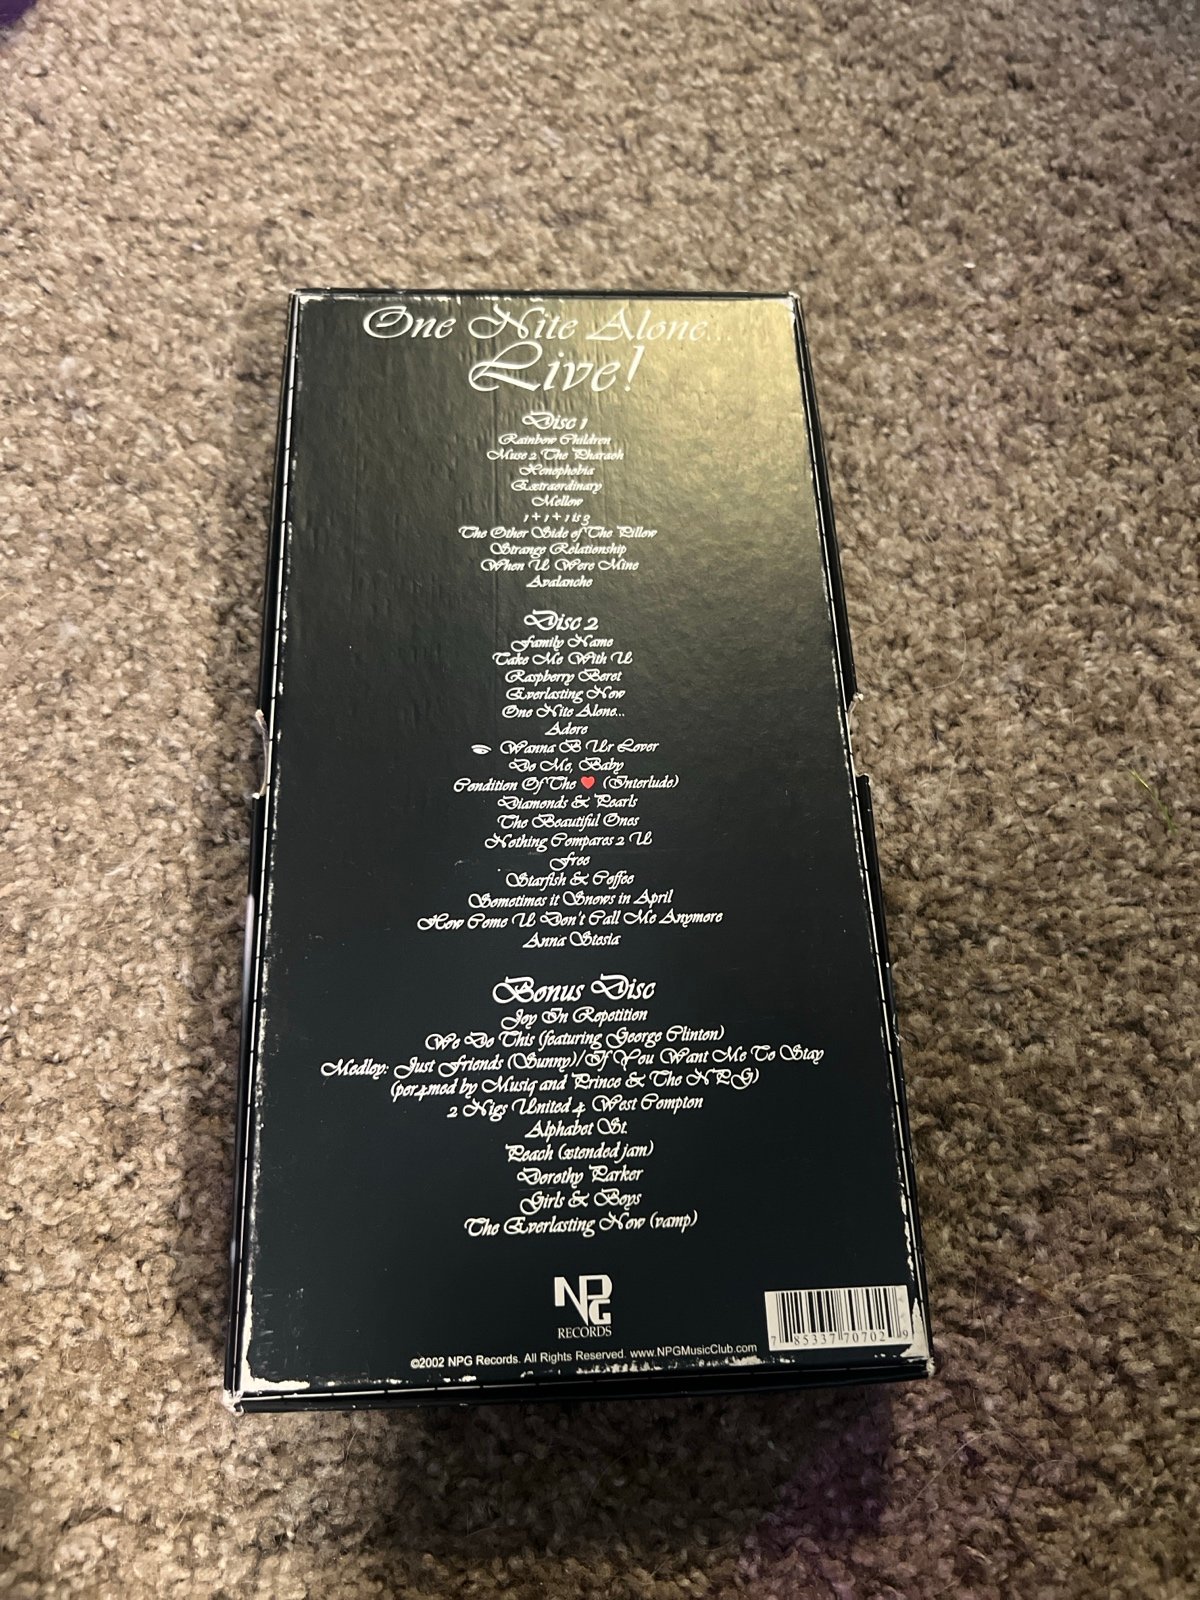 One Nite Alone...
Live!
Disc 1
Rainbow Children
Muse 2 The Pharaoh
Xenophobia
Extraordinary
Mellow
1 + 1 + 1 is 3
The Other Side of The Pillow
Strange Relationship
When U Were Mine
Avalanche
Disc 2
Family Name
Take Me With U
Raspberry Beret
Everlasting Now
One Nite Alone...
Adore
Wanna B Ur Lover
Do Me, Baby
Condition Of The ♥ (Interlude)
Diamonds & Pearls
The Beautiful Ones
Nothing Compares 2 U
Free
Starfish & Coffee
Sometimes it Snows in April
How Come U Don't Call Me Anymore
Anna Stesia
Bonus Disc
Joy In Repetition
We Do This (featuring George Clinton)
Medley: Just Friends (Sunny)/If You Want Me To Stay
(per4med by Musiq and Prince & The NPG)
2 Nigs United 4 West Compton
Alphabet St.
Peach (xtended jam)
Dorothy Parker
Girls & Boys
The Everlasting Now (vamp)
NPG
RECORDS
©2002 NPG Records. All Rights Reserved. www.NPGMusicClub.com
7 85337 70702 9